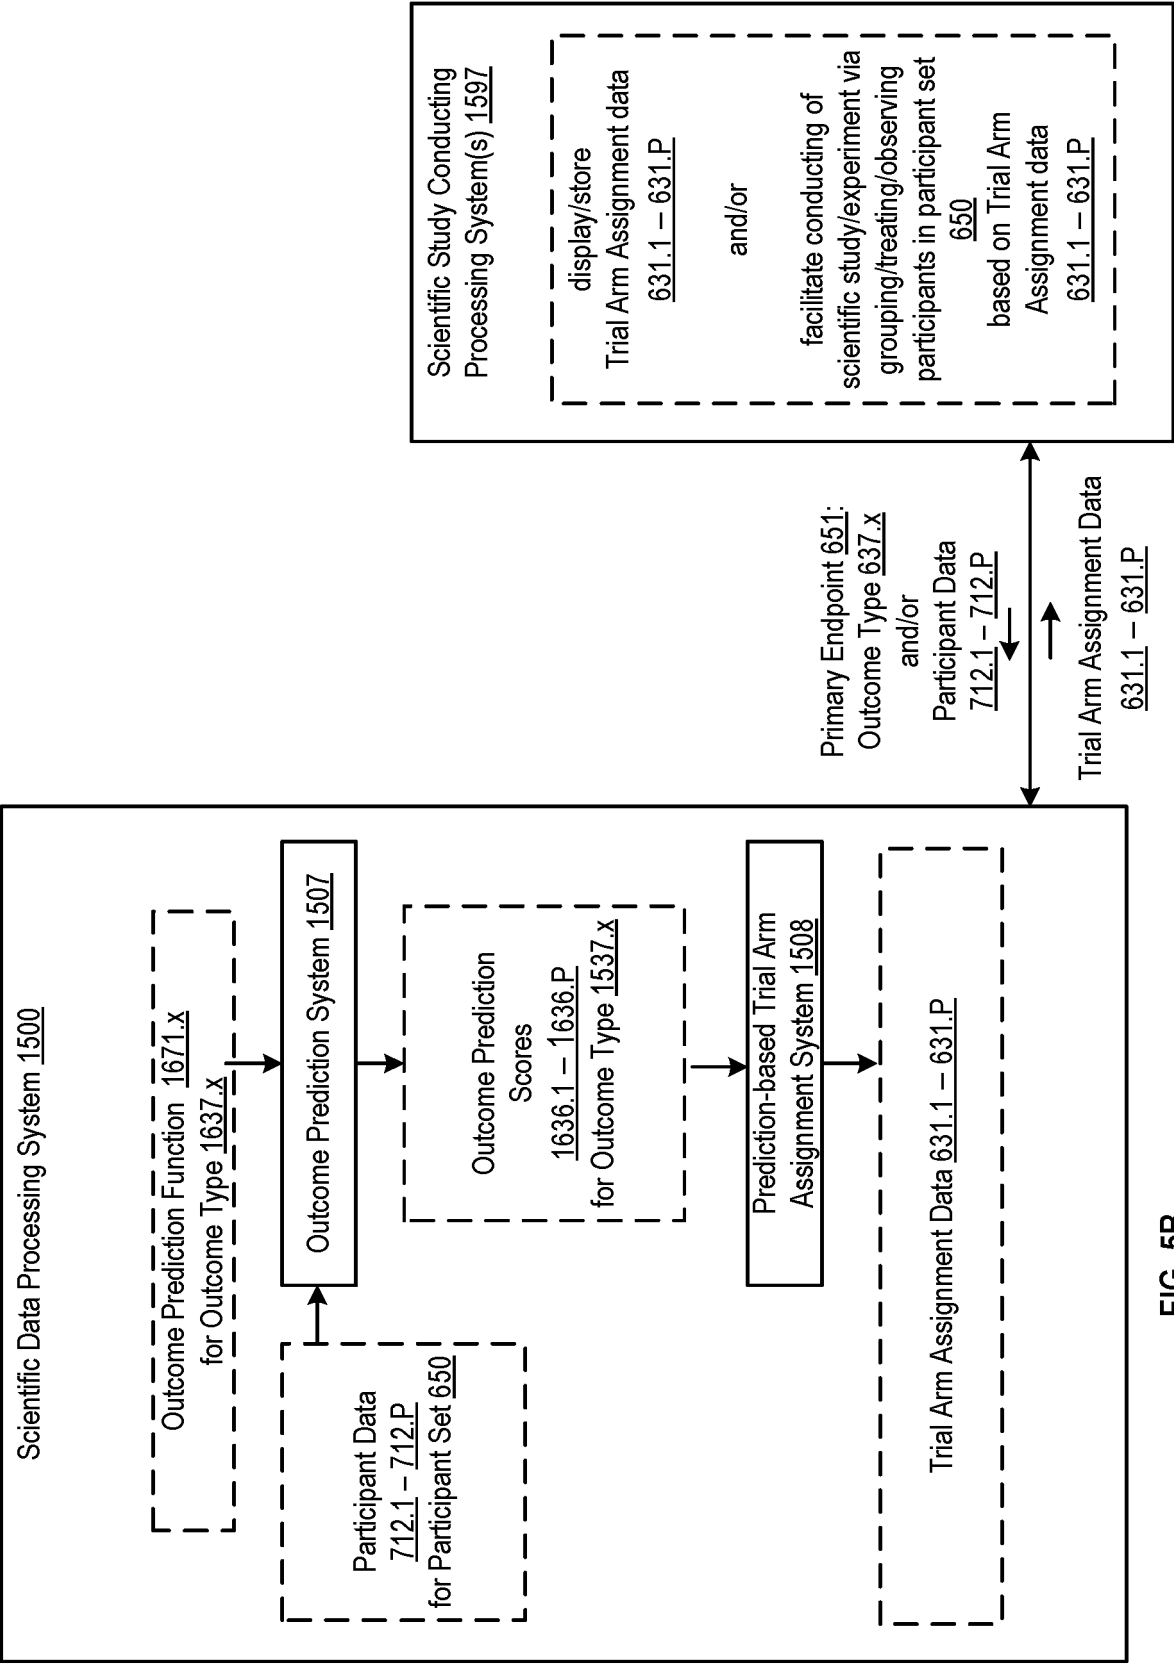 Scientific Data Processing System 1500
Outcome Prediction Function 1671.x
for Outcome Type 1637.x
Participant Data
712.1 – 712.P
for Participant Set 650
Outcome Prediction System 1507
Outcome Prediction
Scores
1636.1 – 1636.P
for Outcome Type 1537.x
Prediction-based Trial Arm
Assignment System 1508
Trial Arm Assignment Data 631.1 – 631.P
Primary Endpoint 651:
Outcome Type 637.x
and/or
Participant Data
712.1 – 712.P
Trial Arm Assignment Data
631.1 – 631.P
Scientific Study Conducting
Processing System(s) 1597
display/store
Trial Arm Assignment data
631.1 – 631.P
and/or
facilitate conducting of
scientific study/experiment via
grouping/treating/observing
participants in participant set
650
based on Trial Arm
Assignment data
631.1 – 631.P